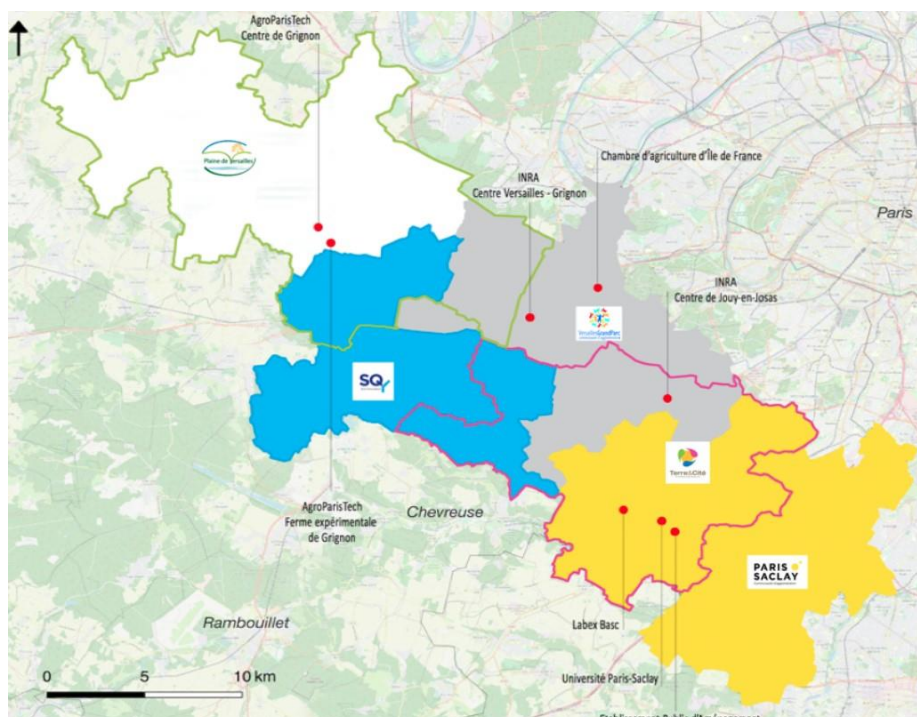 AgroParisTech
Centre de Grignon
Plaine de Versailles
Chambre d'agriculture d'Île de France
INRA
Centre Versailles - Grignon
Paris
INRA
Centre de Jouy-en-Josas
VersaillesGrandParc
SQY
Terre&Cité
AgroParisTech
Ferme expérimentale
de Grignon
Chevreuse
PARIS
SACLAY
Rambouillet
Labex Basc
Université Paris-Saclay
0
5
10 km